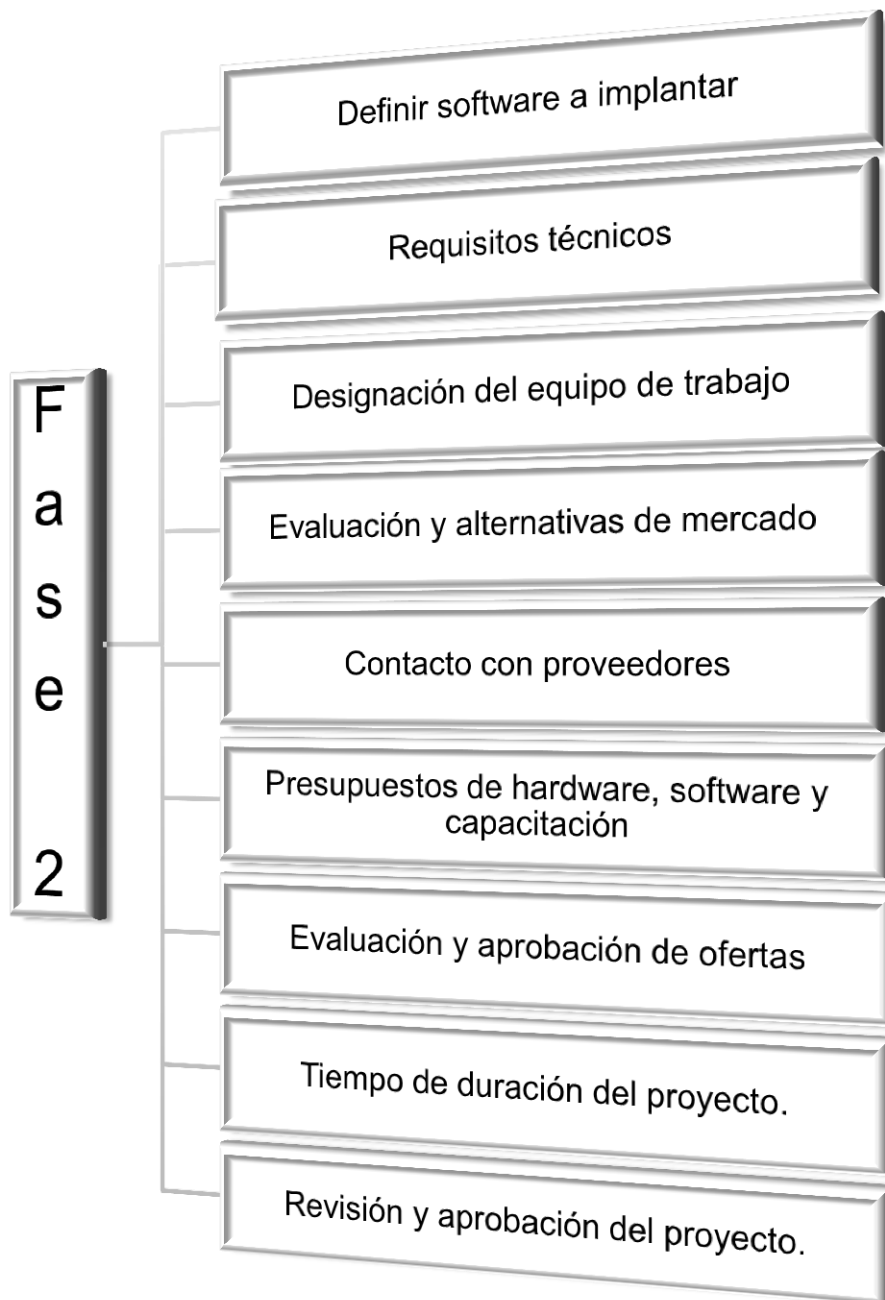 Fase 2
Definir software a implantar
Requisitos técnicos
Designación del equipo de trabajo
Evaluación y alternativas de mercado
Contacto con proveedores
Presupuestos de hardware, software y
capacitación
Evaluación y aprobación de ofertas
Tiempo de duración del proyecto.
Revisión y aprobación del proyecto.